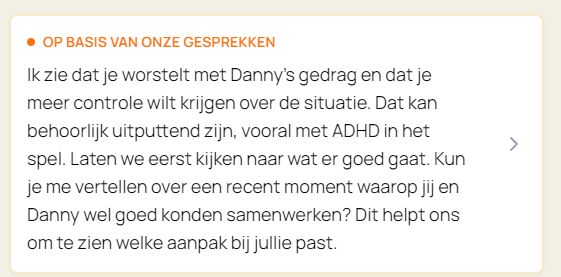 OP BASIS VAN ONZE GESPREKKEN
Ik zie dat je worstelt met Danny's gedrag en dat je
meer controle wilt krijgen over de situatie. Dat kan
behoorlijk uitputtend zijn, vooral met ADHD in het
spel. Laten we eerst kijken naar wat er goed gaat. Kun
je me vertellen over een recent moment waarop jij en
Danny wel goed konden samenwerken? Dit helpt ons
om te zien welke aanpak bij jullie past.